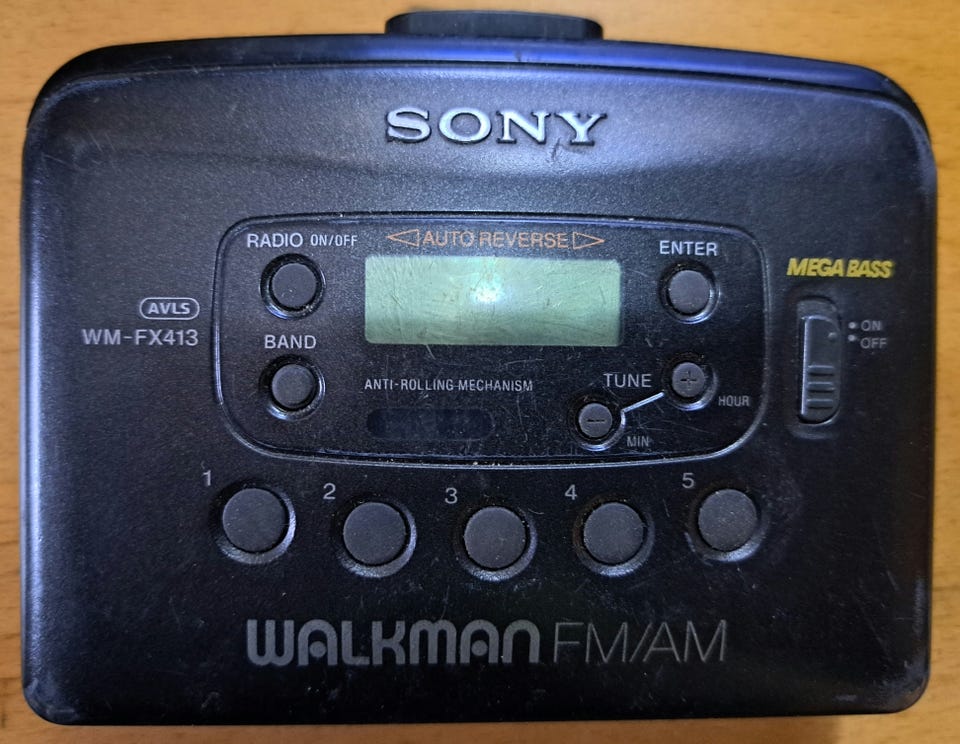 SONY
RADIO ON/OFF
AUTO REVERSE
ENTER
MEGA BASS
AVLS
WM-FX413
ON
OFF
BAND
ANTI-ROLLING MECHANISM
TUNE
+
HOUR
−
MIN
1
2
3
4
5
WALKMAN FM/AM